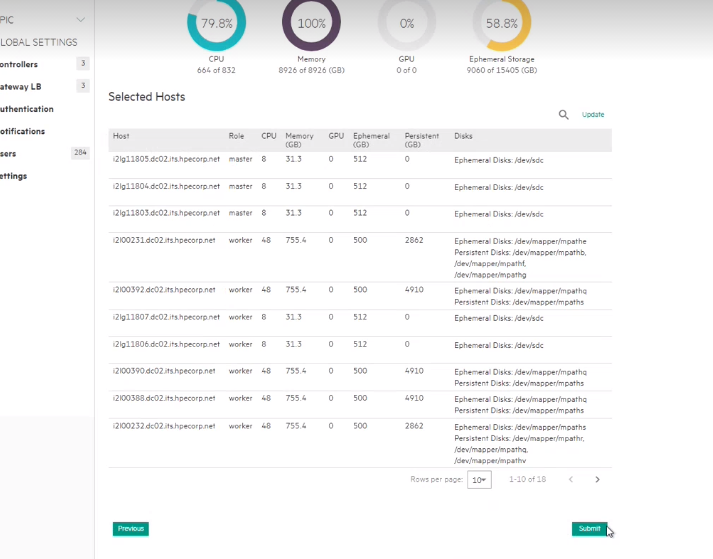 PIC
LOBAL SETTINGS
ontrollers 3
ateway LB 3
uthentication
otifications
sers 284
ettings
79.8% 100% 0% 58.8%
CPU Memory GPU Ephemeral Storage
664 of 832 8926 of 8926 (GB) 0 of 0 9060 of 15405 (GB)
Selected Hosts
Update
Host Role CPU Memory (GB) GPU Ephemeral (GB) Persistent (GB) Disks
i2lg11805.dc02.its.hpecorp.net master 8 31.3 0 512 0 Ephemeral Disks: /dev/sdc
i2lg11804.dc02.its.hpecorp.net master 8 31.3 0 512 0 Ephemeral Disks: /dev/sdc
i2lg11803.dc02.its.hpecorp.net master 8 31.3 0 512 0 Ephemeral Disks: /dev/sdc
i2l00231.dc02.its.hpecorp.net worker 48 755.4 0 500 2862 Ephemeral Disks: /dev/mapper/mpathe
Persistent Disks: /dev/mapper/mpathb,
/dev/mapper/mpathf,
/dev/mapper/mpathg
i2l00392.dc02.its.hpecorp.net worker 48 755.4 0 500 4910 Ephemeral Disks: /dev/mapper/mpathq
Persistent Disks: /dev/mapper/mpaths
i2lg11807.dc02.its.hpecorp.net worker 8 31.3 0 512 0 Ephemeral Disks: /dev/sdc
i2lg11806.dc02.its.hpecorp.net worker 8 31.3 0 512 0 Ephemeral Disks: /dev/sdc
i2l00390.dc02.its.hpecorp.net worker 48 755.4 0 500 4910 Ephemeral Disks: /dev/mapper/mpathq
Persistent Disks: /dev/mapper/mpaths
i2l00388.dc02.its.hpecorp.net worker 48 755.4 0 500 4910 Ephemeral Disks: /dev/mapper/mpathq
Persistent Disks: /dev/mapper/mpaths
i2l00232.dc02.its.hpecorp.net worker 48 755.4 0 500 2862 Ephemeral Disks: /dev/mapper/mpaths
Persistent Disks: /dev/mapper/mpathr,
/dev/mapper/mpathq,
/dev/mapper/mpathv
Rows per page: 10 1-10 of 18
Previous Submit